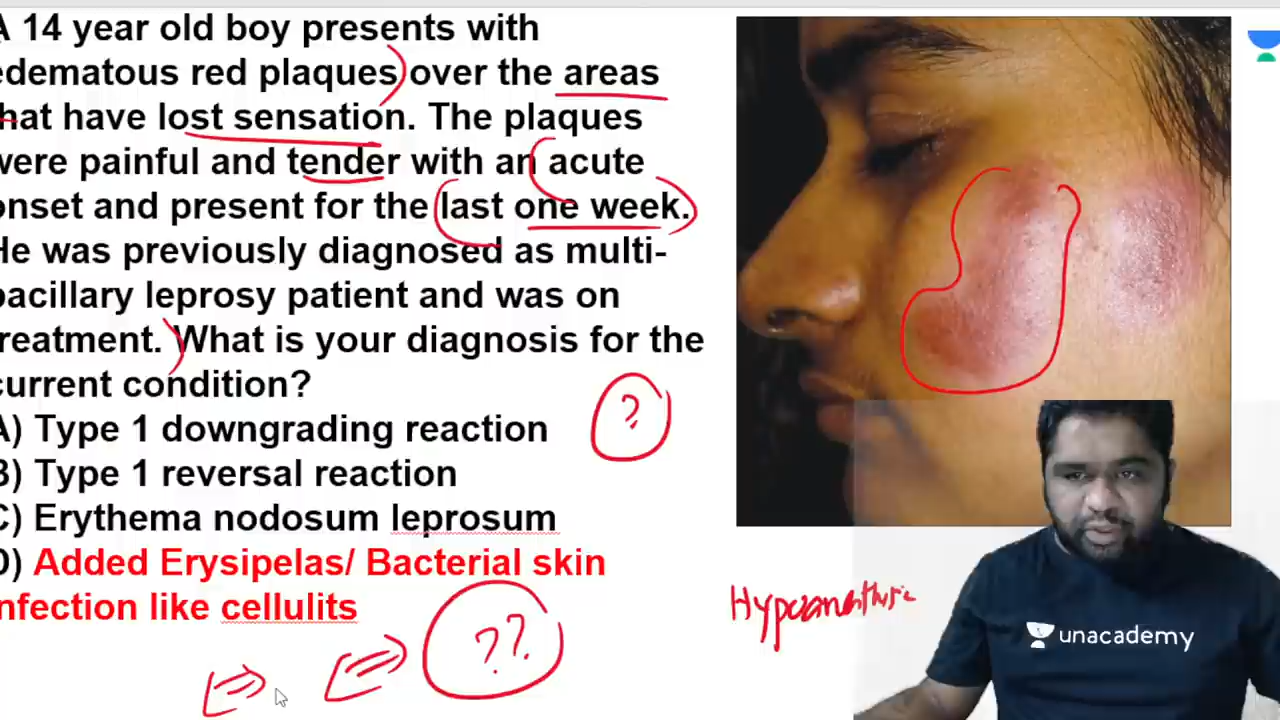 A 14 year old boy presents with
edematous red plaques over the areas
that have lost sensation. The plaques
were painful and tender with an acute
onset and present for the last one week.
He was previously diagnosed as multi-
bacillary leprosy patient and was on
treatment. What is your diagnosis for the
current condition?
A) Type 1 downgrading reaction
?
B) Type 1 reversal reaction
C) Erythema nodosum leprosum
D) Added Erysipelas/ Bacterial skin
infection like cellulits
??
unacademy